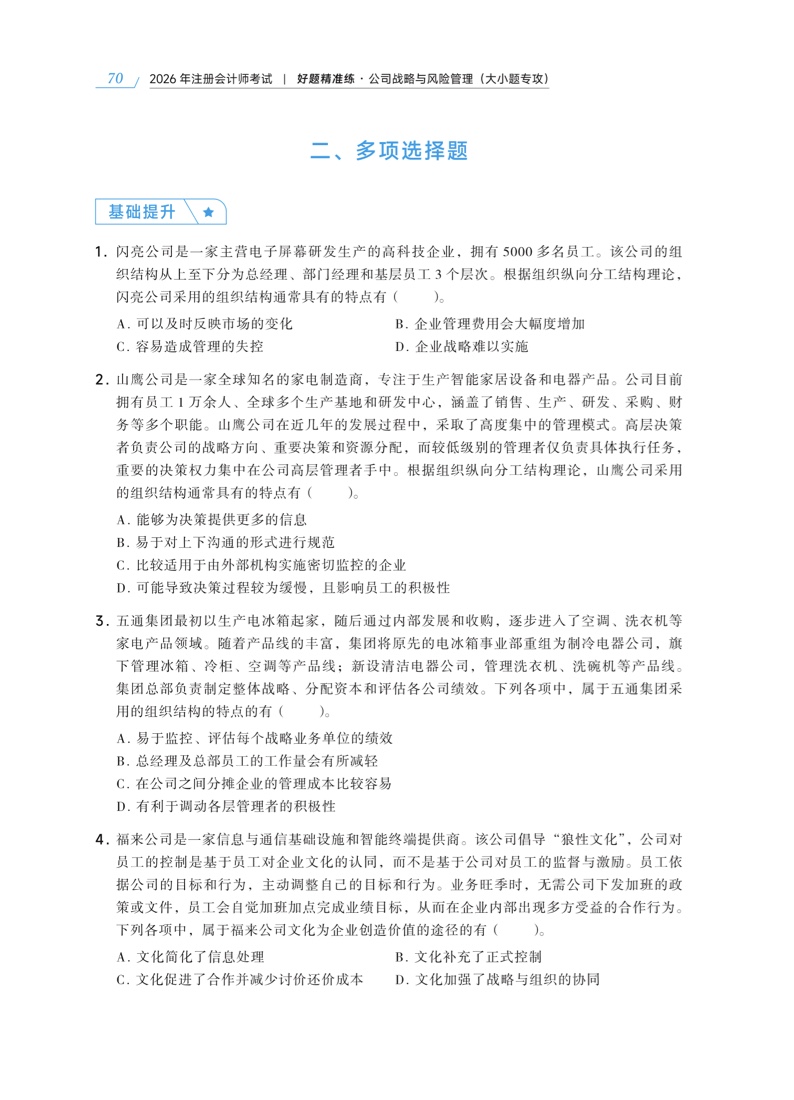 70 2026 年注册会计师考试 | 好题精准练·公司战略与风险管理（大小题专攻）
二、多项选择题
基础提升
1. 闪亮公司是一家主营电子屏幕研发生产的高科技企业，拥有 5000 多名员工。该公司的组
织结构从上至下分为总经理、部门经理和基层员工 3 个层次。根据组织纵向分工结构理论，
闪亮公司采用的组织结构通常具有的特点有（　　）。
A. 可以及时反映市场的变化　　B. 企业管理费用会大幅度增加
C. 容易造成管理的失控　　D. 企业战略难以实施
2. 山鹰公司是一家全球知名的家电制造商，专注于生产智能家居设备和电器产品。公司目前
拥有员工 1 万余人、全球多个生产基地和研发中心，涵盖了销售、生产、研发、采购、财
务等多个职能。山鹰公司在近几年的发展过程中，采取了高度集中的管理模式。高层决策
者负责公司的战略方向、重要决策和资源分配，而较低级别的管理者仅负责具体执行任务，
重要的决策权力集中在公司高层管理者手中。根据组织纵向分工结构理论，山鹰公司采用
的组织结构通常具有的特点有（　　）。
A. 能够为决策提供更多的信息
B. 易于对上下沟通的形式进行规范
C. 比较适用于由外部机构实施密切监控的企业
D. 可能导致决策过程较为缓慢，且影响员工的积极性
3. 五通集团最初以生产电冰箱起家，随后通过内部发展和收购，逐步进入了空调、洗衣机等
家电产品领域。随着产品线的丰富，集团将原先的电冰箱事业部重组为制冷电器公司，旗
下管理冰箱、冷柜、空调等产品线；新设清洁电器公司，管理洗衣机、洗碗机等产品线。
集团总部负责制定整体战略、分配资本和评估各公司绩效。下列各项中，属于五通集团采
用的组织结构的特点的有（　　）。
A. 易于监控、评估每个战略业务单位的绩效
B. 总经理及总部员工的工作量会有所减轻
C. 在公司之间分摊企业的管理成本比较容易
D. 有利于调动各层管理者的积极性
4. 福来公司是一家信息与通信基础设施和智能终端提供商。该公司倡导“狼性文化”，公司对
员工的控制是基于员工对企业文化的认同，而不是基于公司对员工的监督与激励。员工依
据公司的目标和行为，主动调整自己的目标和行为。业务旺季时，无需公司下发加班的政
策或文件，员工会自觉加班加点完成业绩目标，从而在企业内部出现多方受益的合作行为。
下列各项中，属于福来公司文化为企业创造价值的途径的有（　　）。
A. 文化简化了信息处理　　B. 文化补充了正式控制
C. 文化促进了合作并减少讨价还价成本　　D. 文化加强了战略与组织的协同